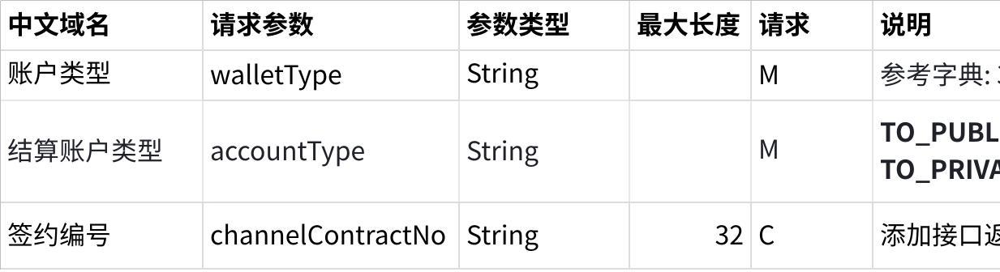 中文域名 请求参数 参数类型 最大长度 请求 说明
账户类型 walletType String M 参考字典:
结算账户类型 accountType String M TO_PUBL
TO_PRIVA
签约编号 channelContractNo String 32 C 添加接口返